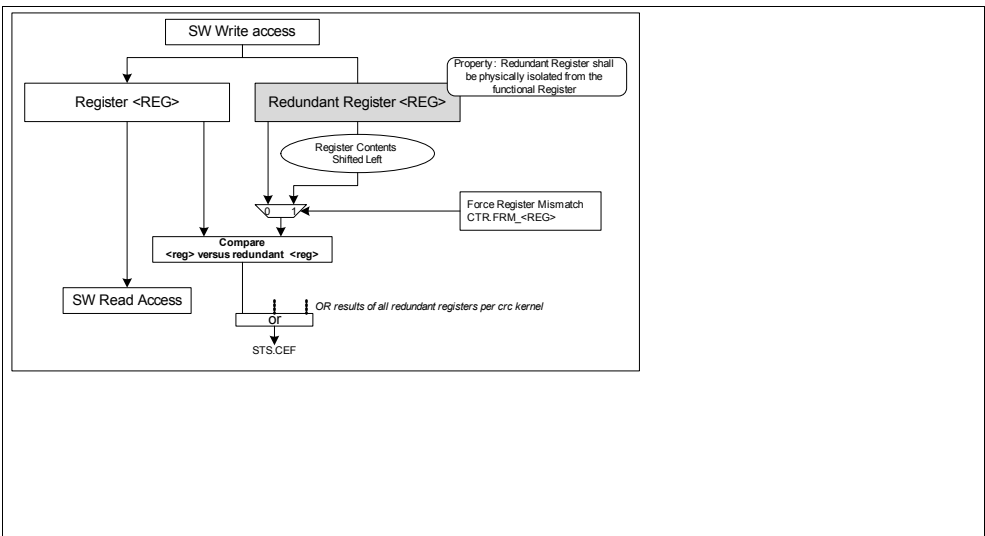 SW Write access
Property: Redundant Register shall
be physically isolated from the
functional Register
Register <REG>
Redundant Register <REG>
Register Contents
Shifted Left
0 1
Force Register Mismatch
CTR.FRM_<REG>
Compare
<reg> versus redundant <reg>
SW Read Access
OR results of all redundant registers per crc kernel
or
STS.CEF